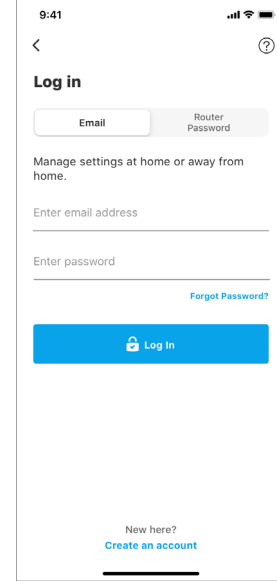 9:41
Log in
Email
Router
Password
Manage settings at home or away from
home.
Enter email address
Enter password
Forgot Password?
Log In
New here?
Create an account